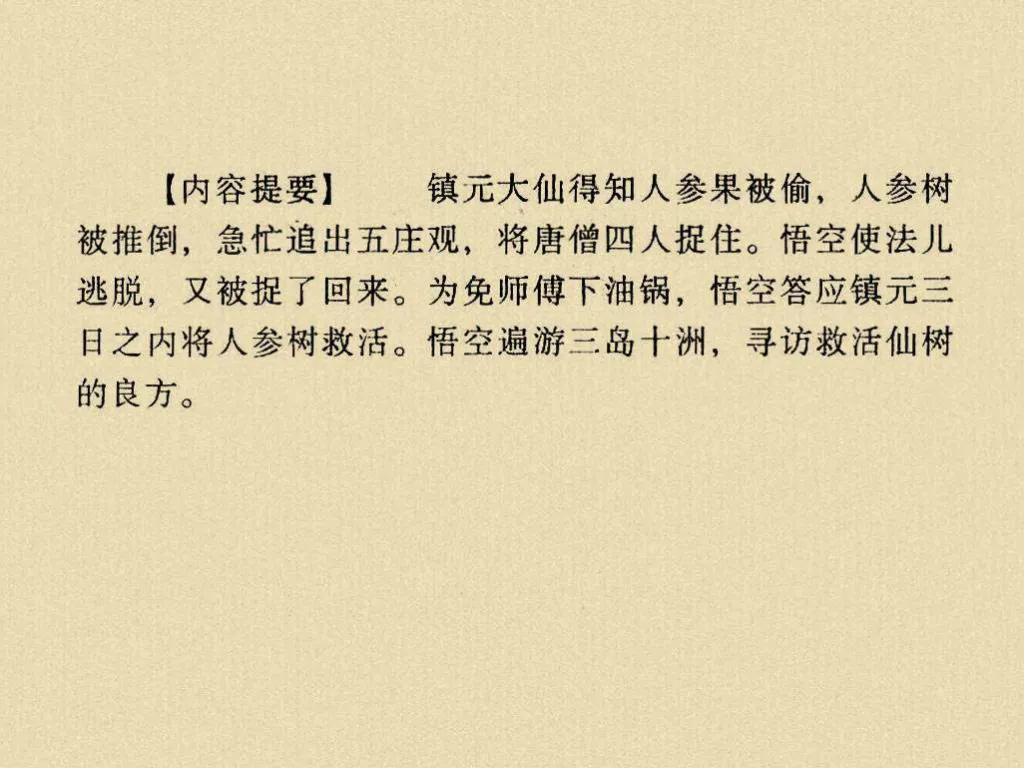 【内容提要】 镇元大仙得知人参果被偷，人参树
被推倒，急忙追出五庄观，将唐僧四人捉住。悟空使法儿
逃脱，又被捉了回来。为免师傅下油锅，悟空答应镇元三
日之内将人参树救活。悟空遍游三岛十洲，寻访救活仙树
的良方。